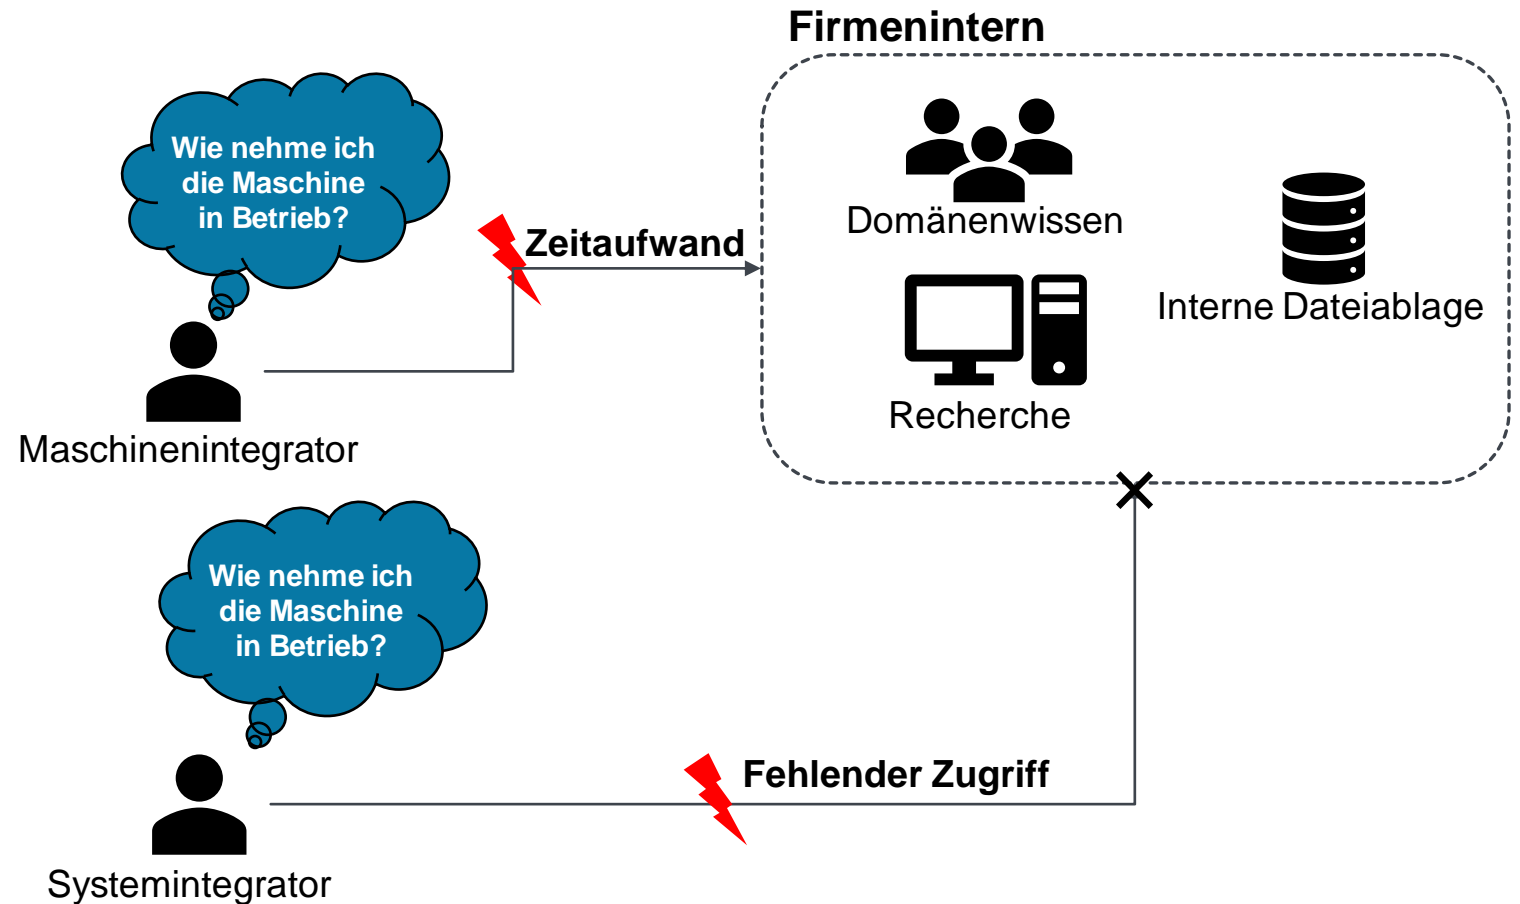 Firmenintern
Wie nehme ich
die Maschine
in Betrieb?
Zeitaufwand
Domänenwissen
Interne Dateiablage
Recherche
Maschinenintegrator
Wie nehme ich
die Maschine
in Betrieb?
Fehlender Zugriff
Systemintegrator